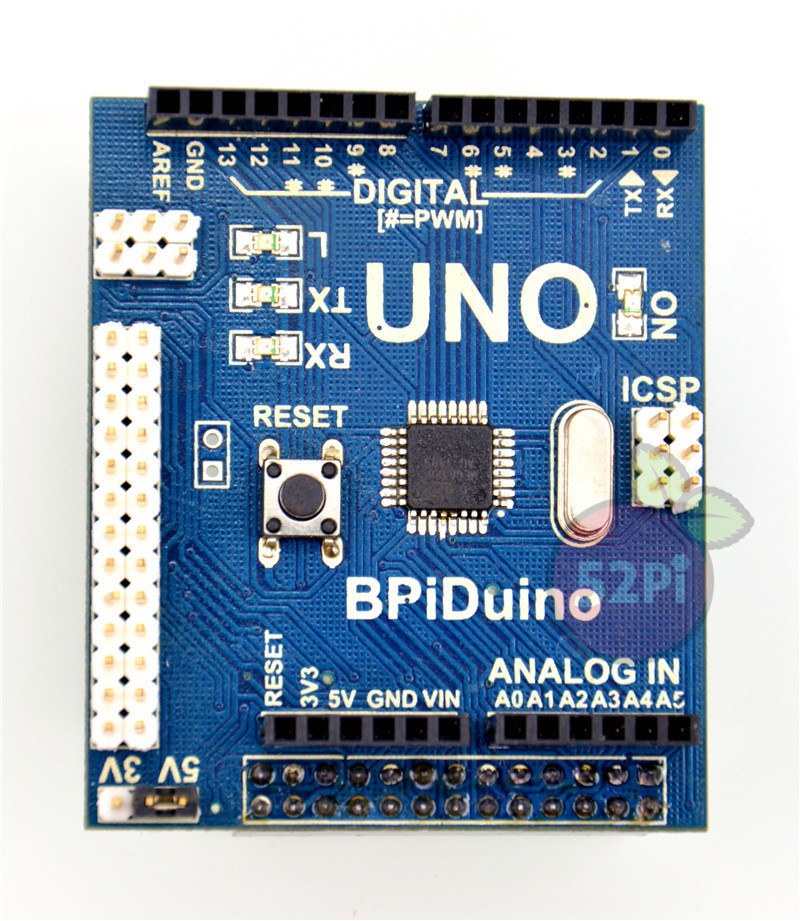 AREF GND 13 12 11 10 9 8 7 6 5 4 3 2 1 0
# # # # # #
TX RX
DIGITAL
[#=PWM]
L
TX
RX
UNO
ON
ICSP
RESET
52Pi
BPiDuino
RESET 3V3 5V GND VIN
ANALOG IN
A0 A1 A2 A3 A4 A5
3V 5V